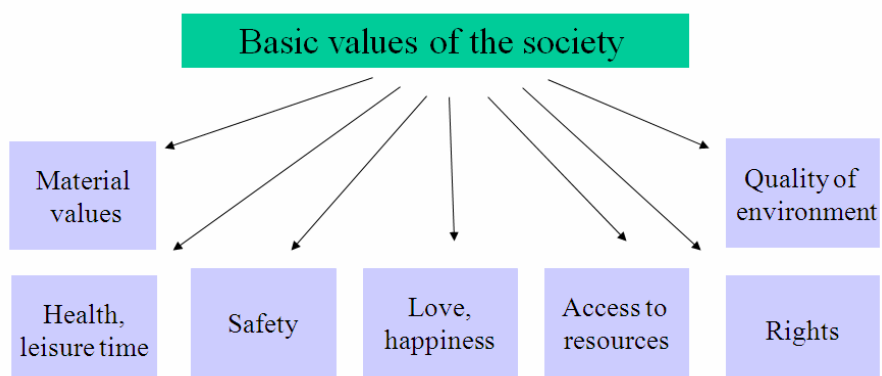 Basic values of the society
Material
values
Quality of
environment
Health,
leisure time
Safety
Love,
happiness
Access to
resources
Rights